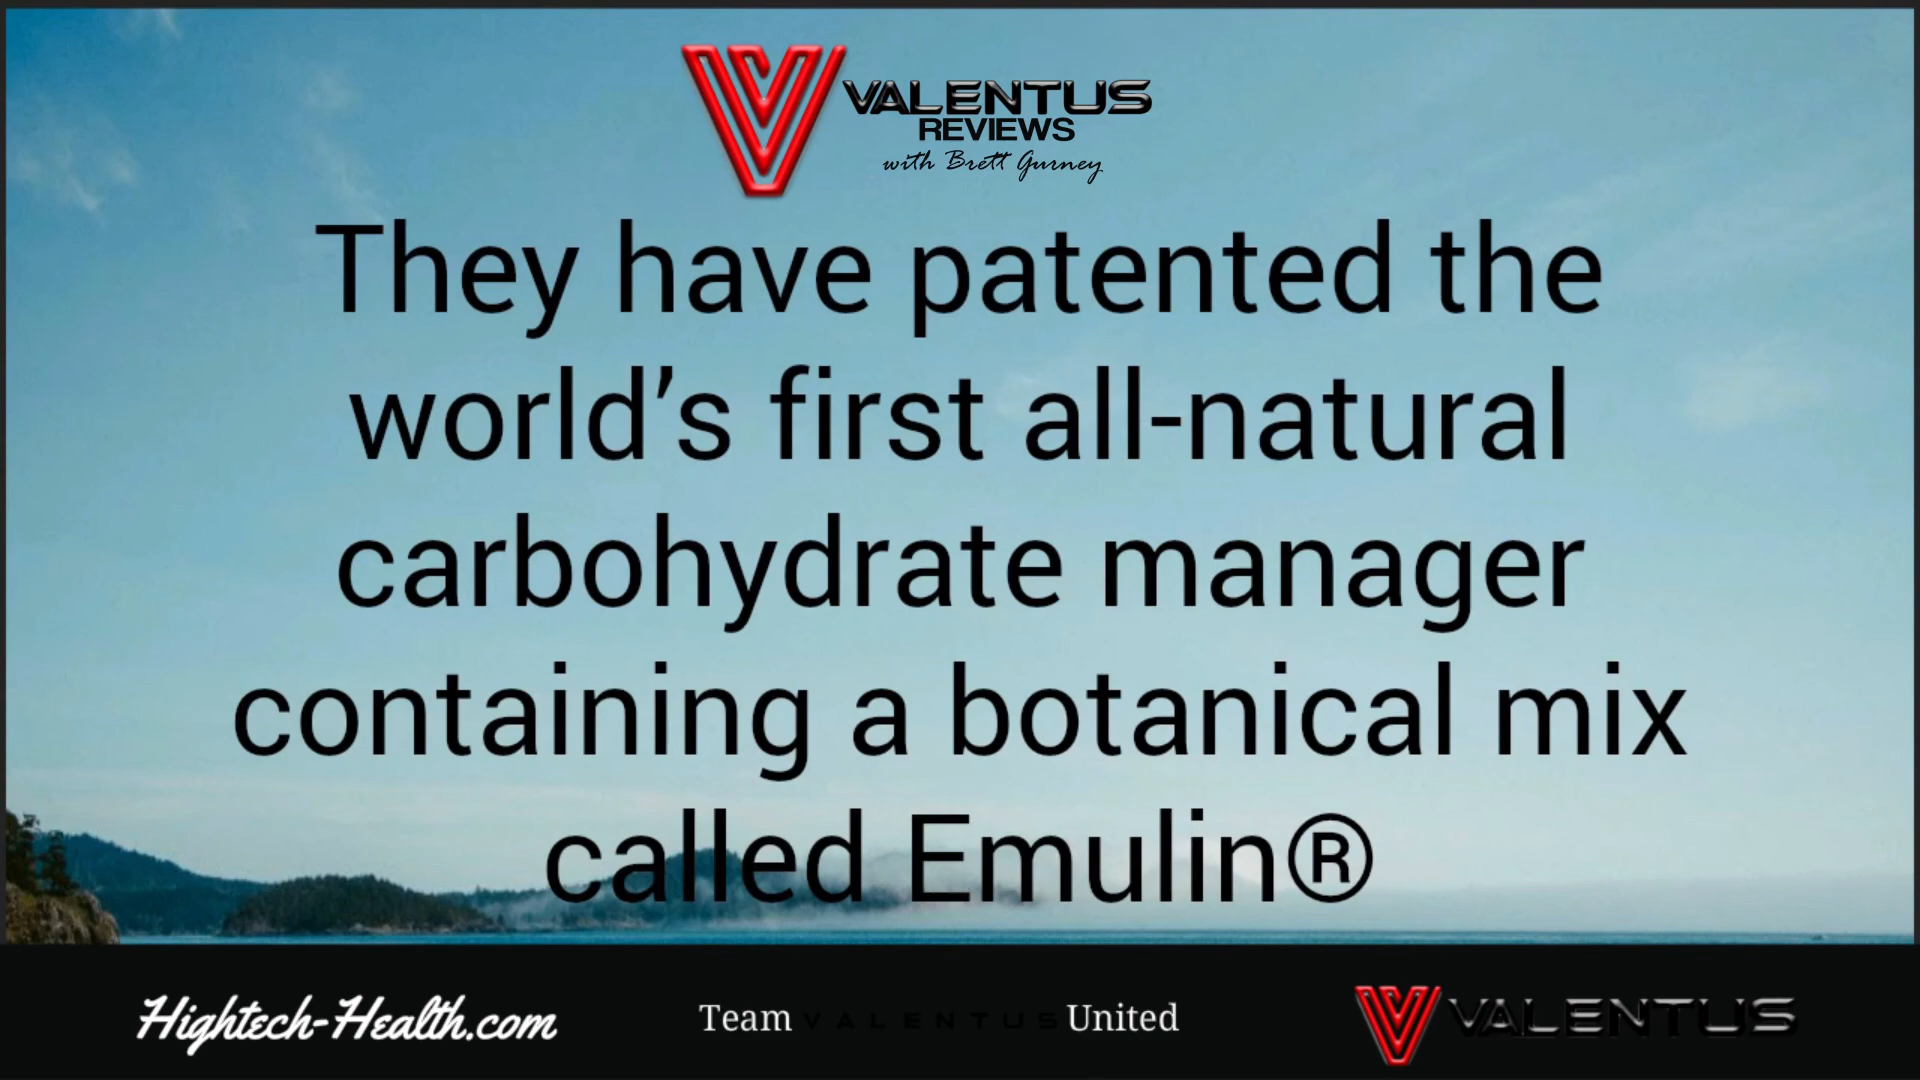 VALENTUS
REVIEWS
with Brett Gurney
They have patented the
world’s first all-natural
carbohydrate manager
containing a botanical mix
called Emulin®
Hightech-Health.com
Team VALENTUS United
VALENTUS